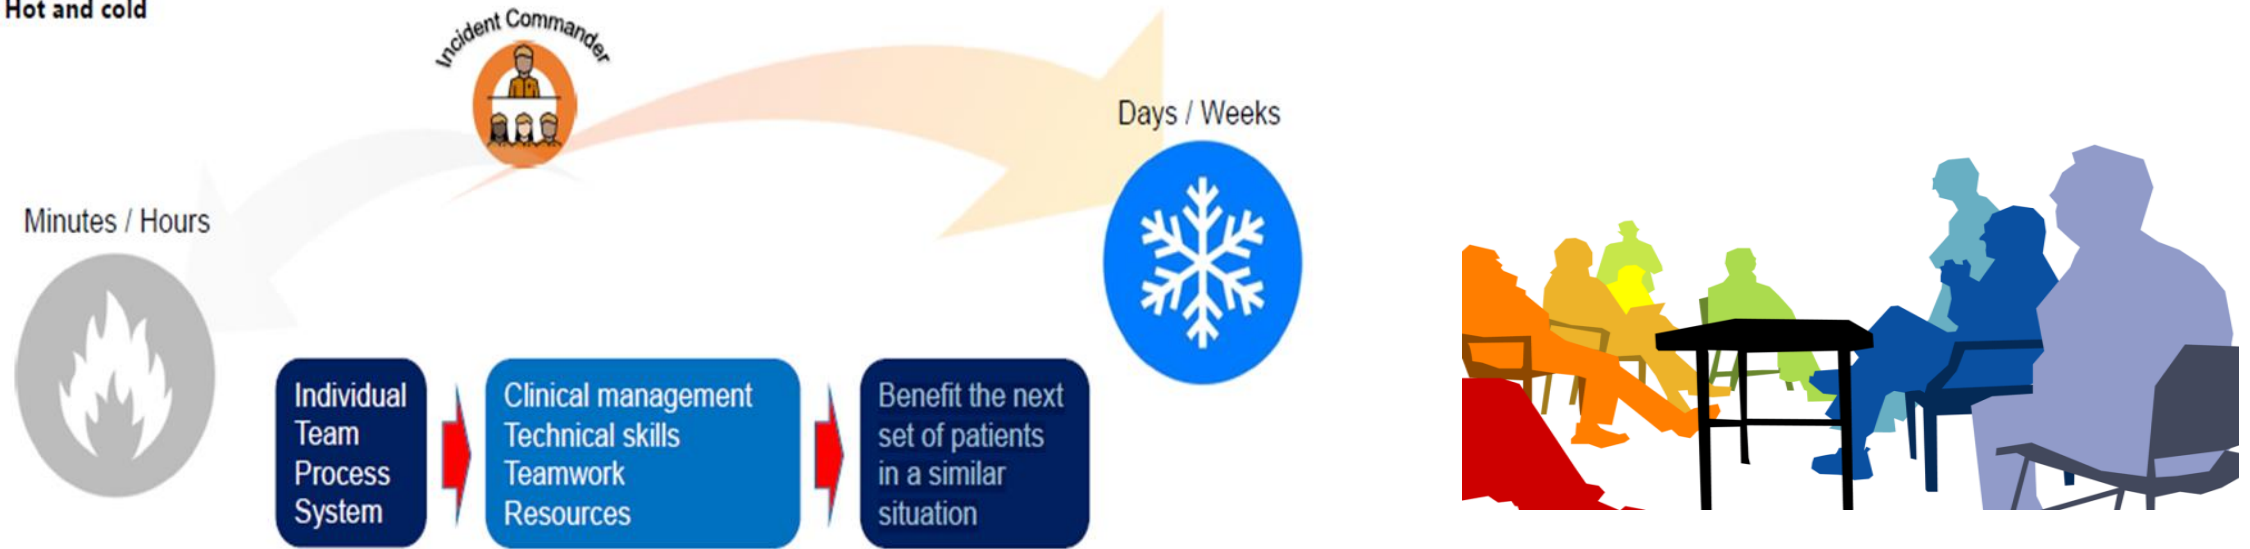 Hot and cold
Incident Commander
Days / Weeks
Minutes / Hours
Individual
Team
Process
System
Clinical management
Technical skills
Teamwork
Resources
Benefit the next
set of patients
in a similar
situation